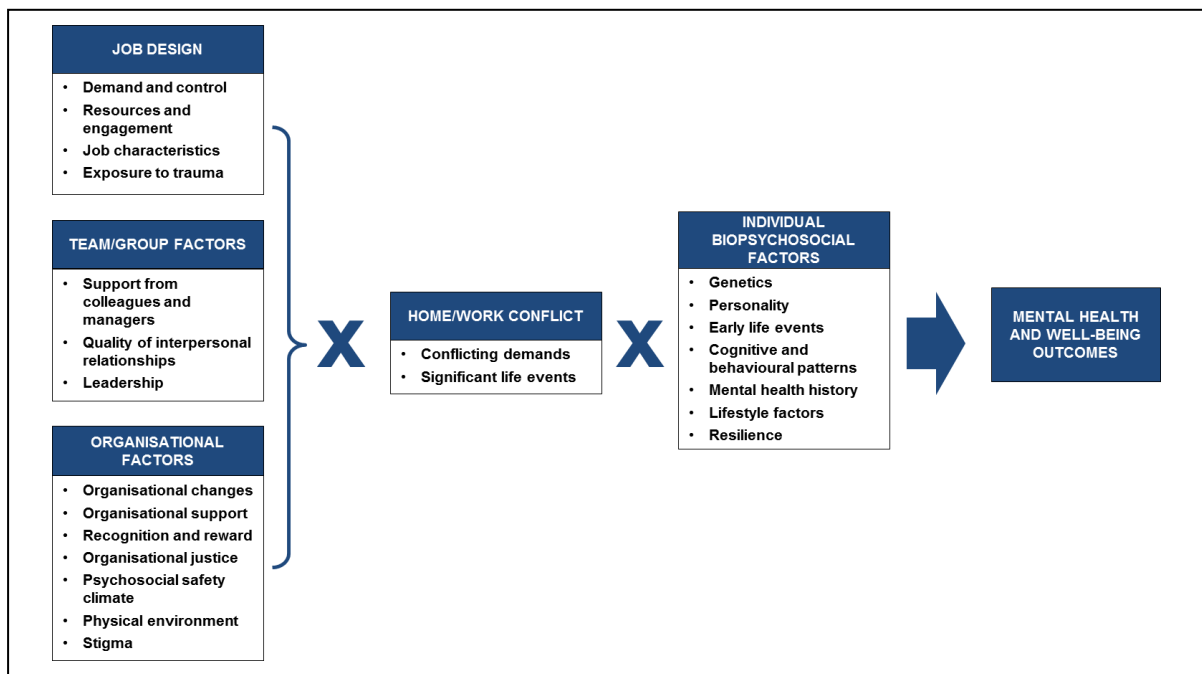 JOB DESIGN
• Demand and control
• Resources and
engagement
• Job characteristics
• Exposure to trauma
TEAM/GROUP FACTORS
• Support from
colleagues and
managers
• Quality of interpersonal
relationships
• Leadership
ORGANISATIONAL
FACTORS
• Organisational changes
• Organisational support
• Recognition and reward
• Organisational justice
• Psychosocial safety
climate
• Physical environment
• Stigma
X
HOME/WORK CONFLICT
• Conflicting demands
• Significant life events
X
INDIVIDUAL
BIOPSYCHOSOCIAL
FACTORS
• Genetics
• Personality
• Early life events
• Cognitive and
behavioural patterns
• Mental health history
• Lifestyle factors
• Resilience
MENTAL HEALTH
AND WELL-BEING
OUTCOMES